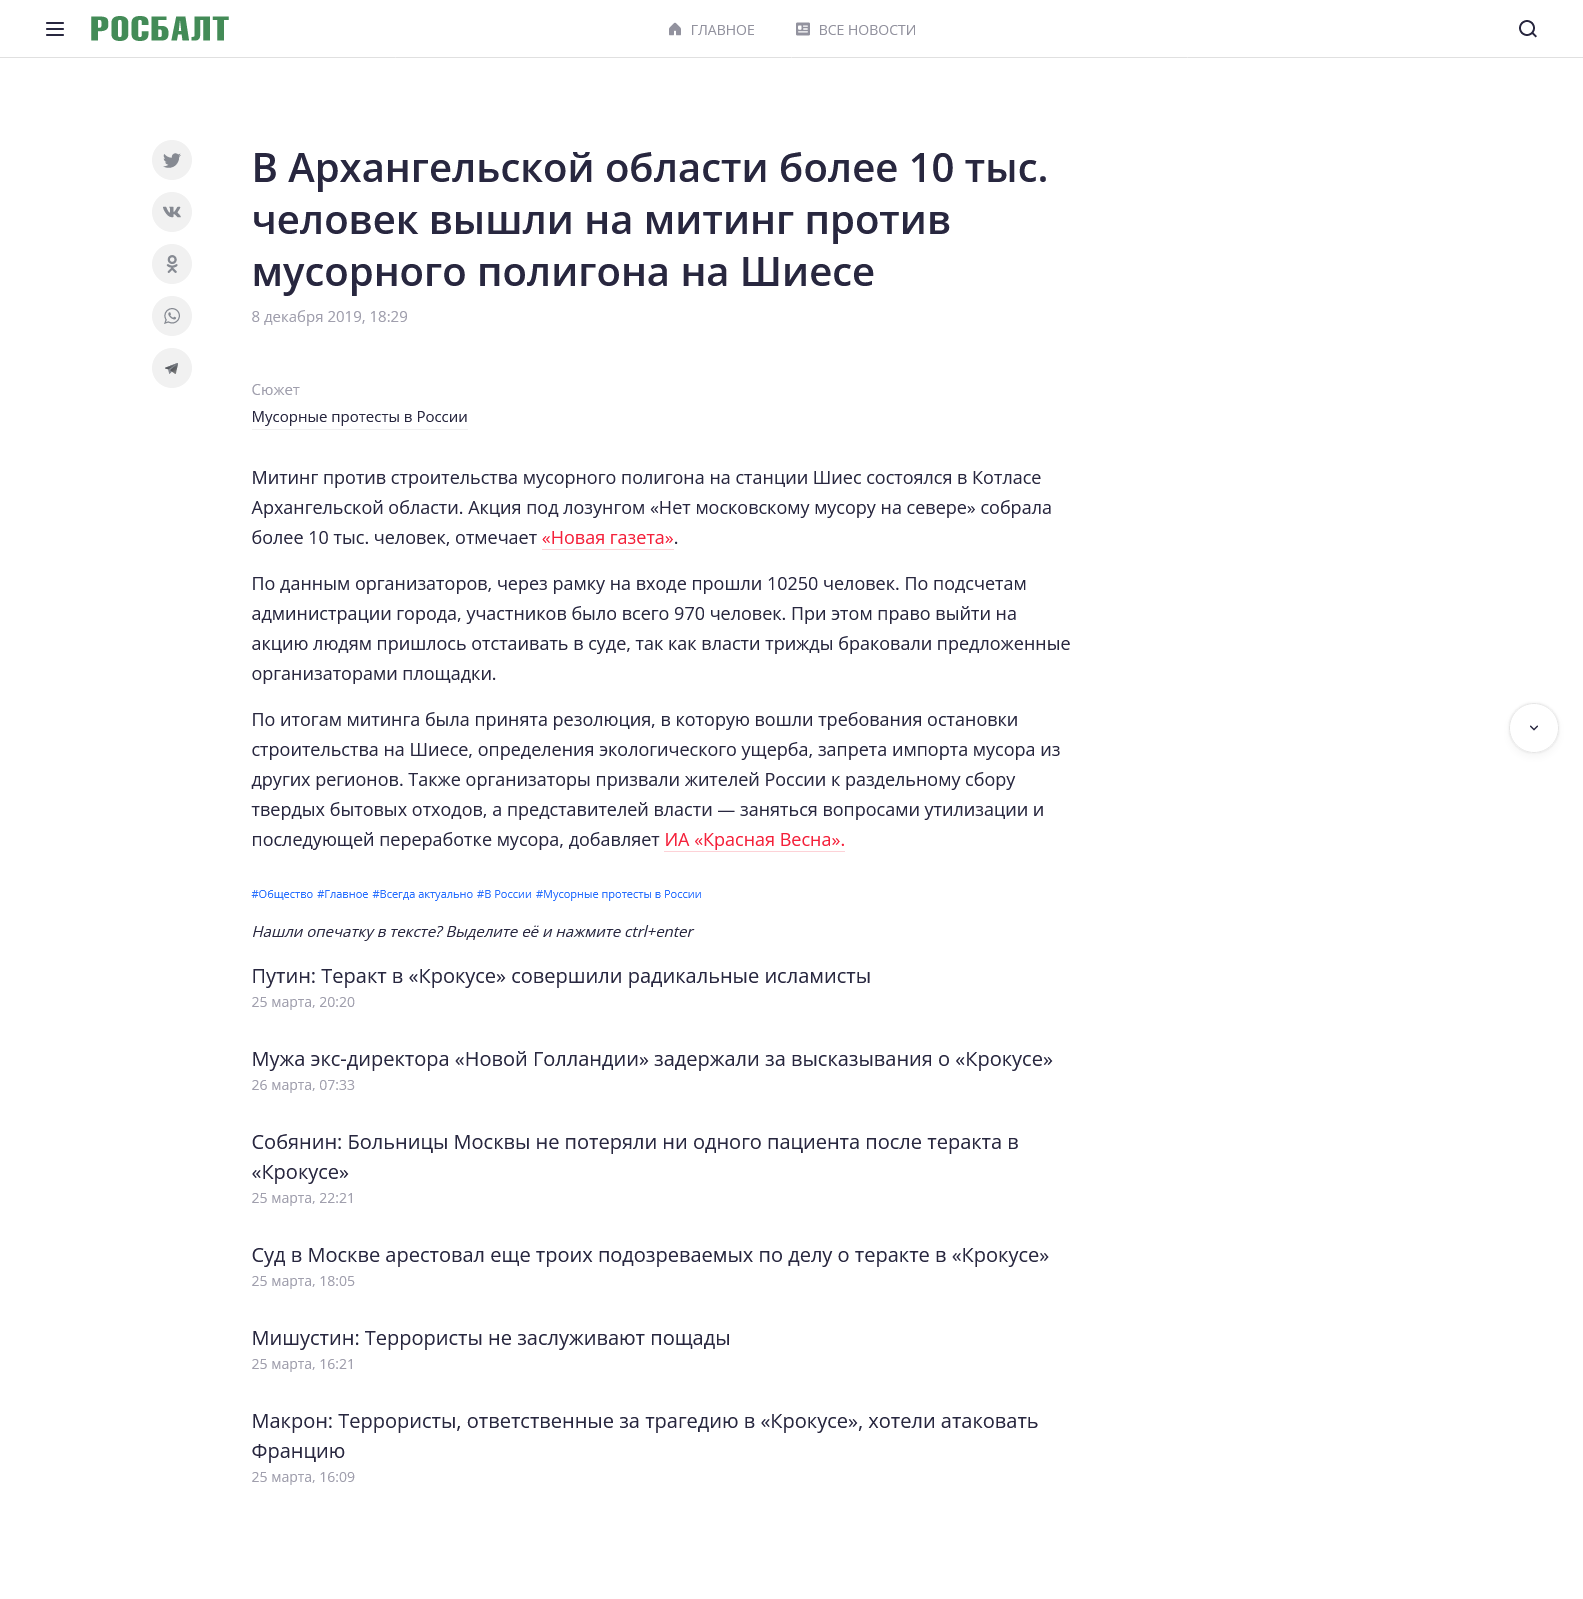 РОСБАЛТ
ГЛАВНОЕ
ВСЕ НОВОСТИ
В Архангельской области более 10 тыс.
человек вышли на митинг против
мусорного полигона на Шиесе
8 декабря 2019, 18:29
Сюжет
Мусорные протесты в России
Митинг против строительства мусорного полигона на станции Шиес состоялся в Котласе
Архангельской области. Акция под лозунгом «Нет московскому мусору на севере» собрала
более 10 тыс. человек, отмечает «Новая газета».
По данным организаторов, через рамку на входе прошли 10250 человек. По подсчетам
администрации города, участников было всего 970 человек. При этом право выйти на
акцию людям пришлось отстаивать в суде, так как власти трижды браковали предложенные
организаторами площадки.
По итогам митинга была принята резолюция, в которую вошли требования остановки
строительства на Шиесе, определения экологического ущерба, запрета импорта мусора из
других регионов. Также организаторы призвали жителей России к раздельному сбору
твердых бытовых отходов, а представителей власти — заняться вопросами утилизации и
последующей переработке мусора, добавляет ИА «Красная Весна».
#Общество #Главное #Всегда актуально #В России #Мусорные протесты в России
Нашли опечатку в тексте? Выделите её и нажмите ctrl+enter
Путин: Теракт в «Крокусе» совершили радикальные исламисты
25 марта, 20:20
Мужа экс-директора «Новой Голландии» задержали за высказывания о «Крокусе»
26 марта, 07:33
Собянин: Больницы Москвы не потеряли ни одного пациента после теракта в
«Крокусе»
25 марта, 22:21
Суд в Москве арестовал еще троих подозреваемых по делу о теракте в «Крокусе»
25 марта, 18:05
Мишустин: Террористы не заслуживают пощады
25 марта, 16:21
Макрон: Террористы, ответственные за трагедию в «Крокусе», хотели атаковать
Францию
25 марта, 16:09